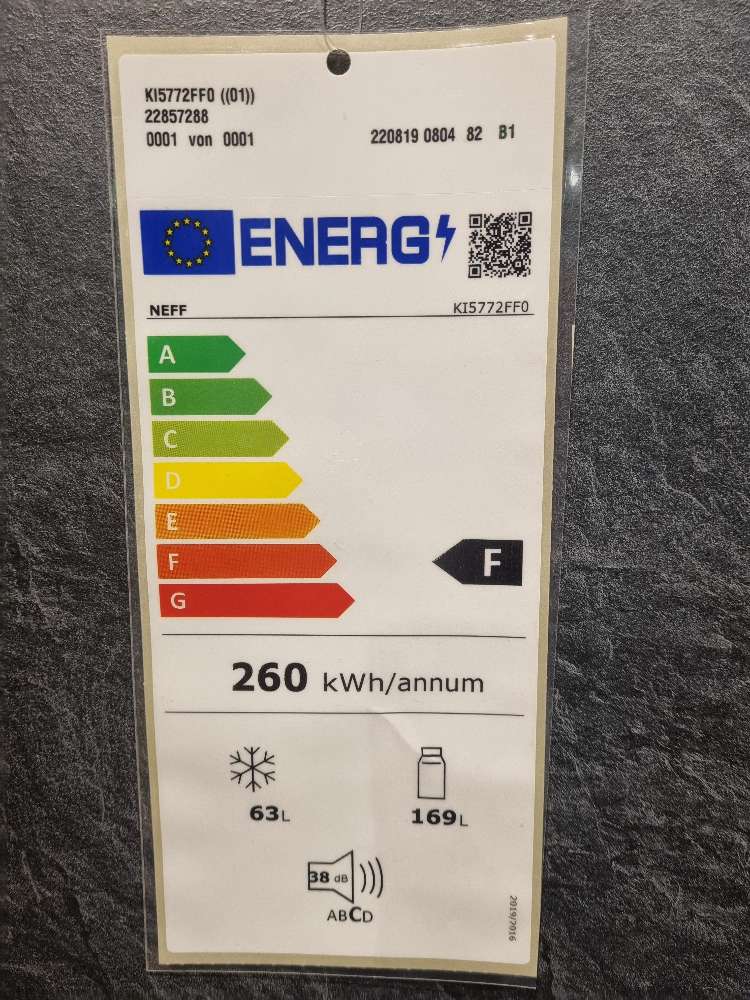 KI5772FF0 ((01))
22857288
0001 von 0001 220819 0804 82 B1
ENERG
NEFF KI5772FF0
A
B
C
D
E
F F
G
260 kWh/annum
63L 169L
38 dB
ABCD
2019/2016